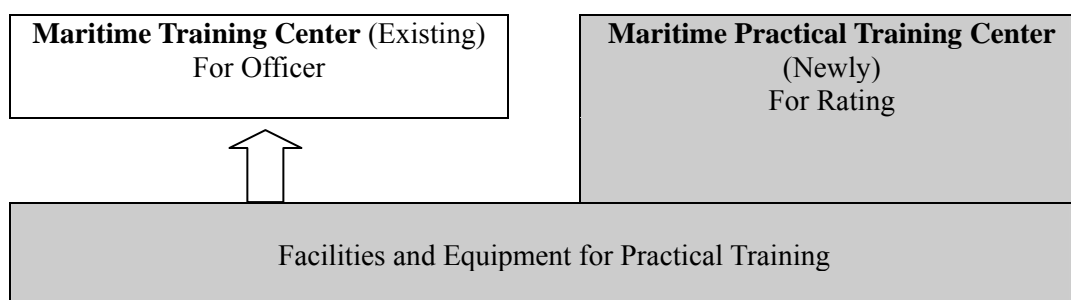 Maritime Training Center (Existing)
For Officer
Maritime Practical Training Center
(Newly)
For Rating
Facilities and Equipment for Practical Training